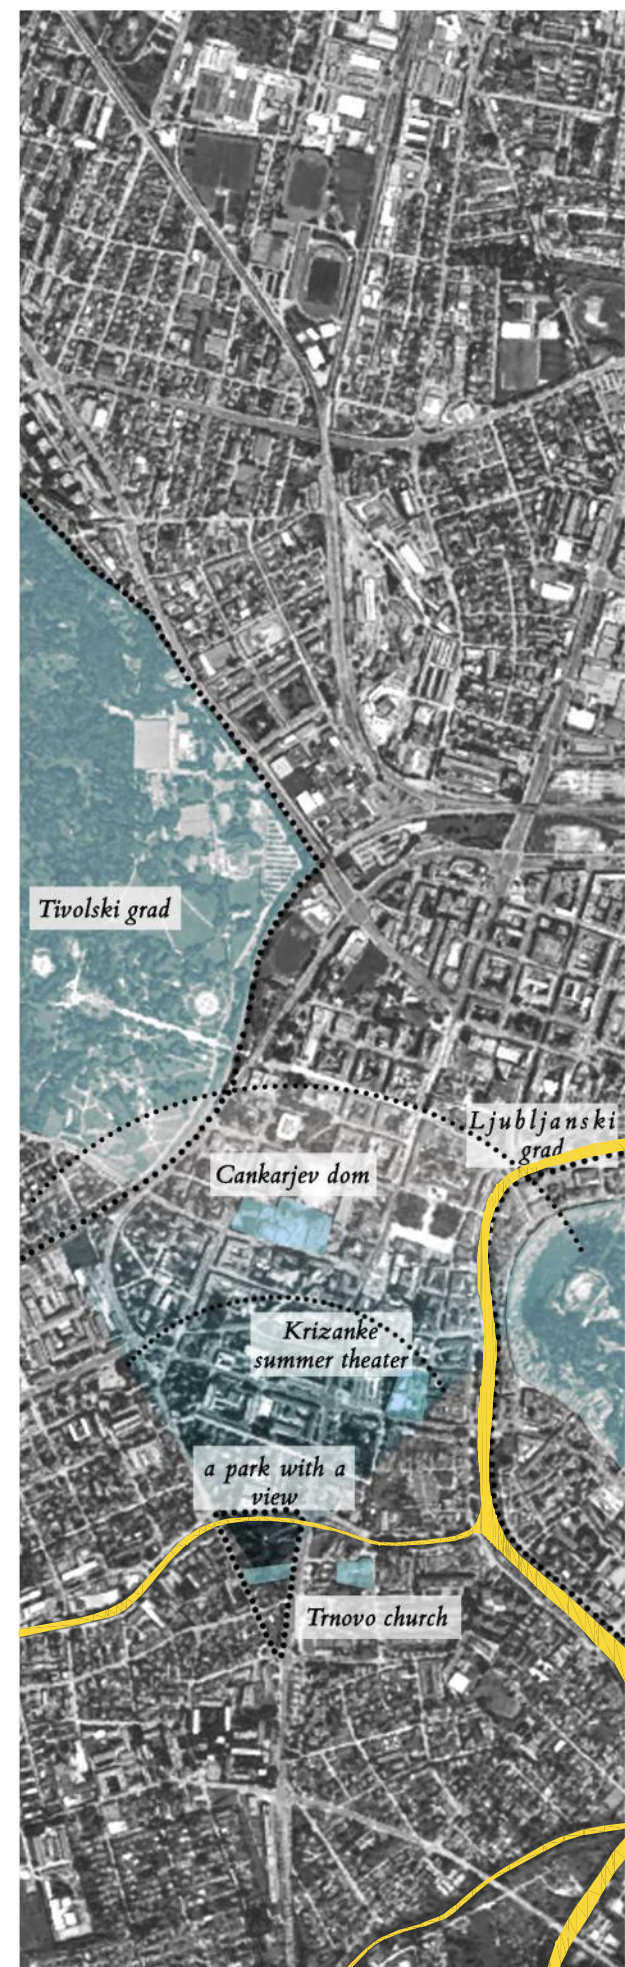 Tivolski grad
Ljubljanski
grad
Cankarjev dom
Krizanke
summer theater
a park with a
view
Trnovo church